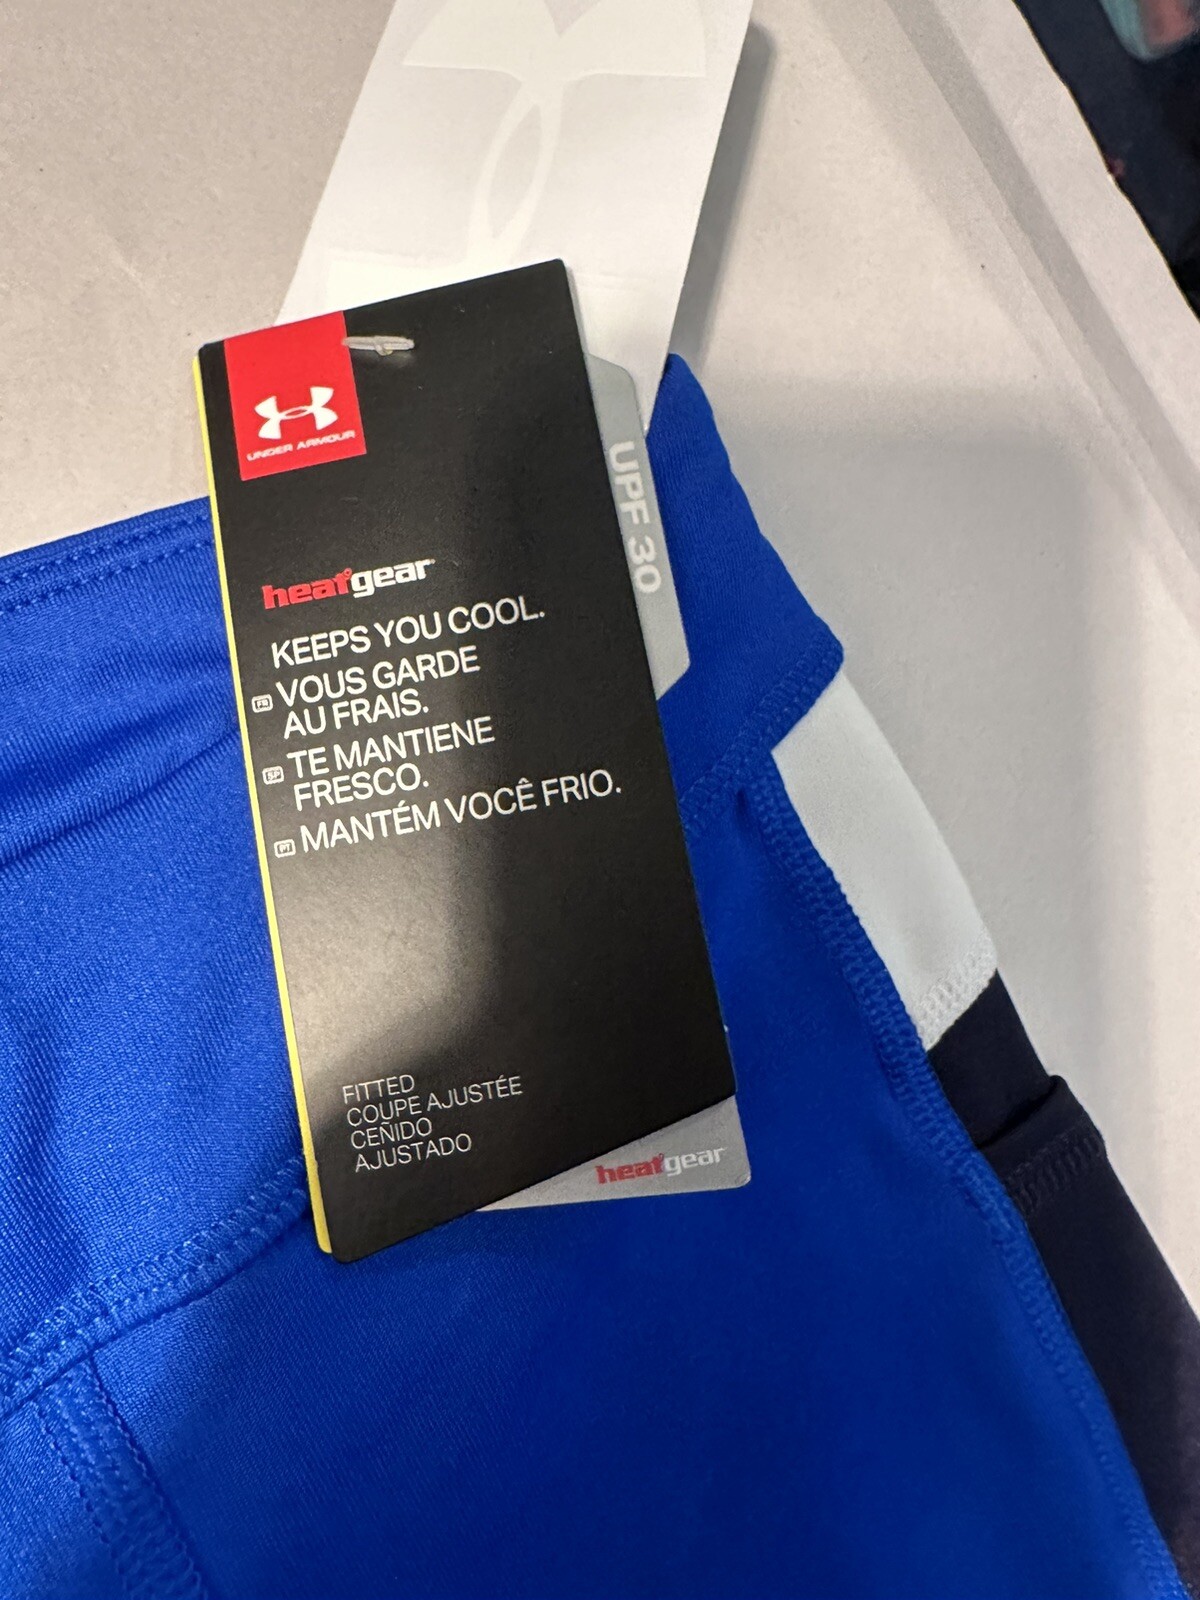 UNDER ARMOUR
heatgear
KEEPS YOU COOL.
FR VOUS GARDE
AU FRAIS.
SP TE MANTIENE
FRESCO.
PT MANTÉM VOCÊ FRIO.
FITTED
COUPE AJUSTÉE
CEÑIDO
AJUSTADO
UPF 30
heatgear